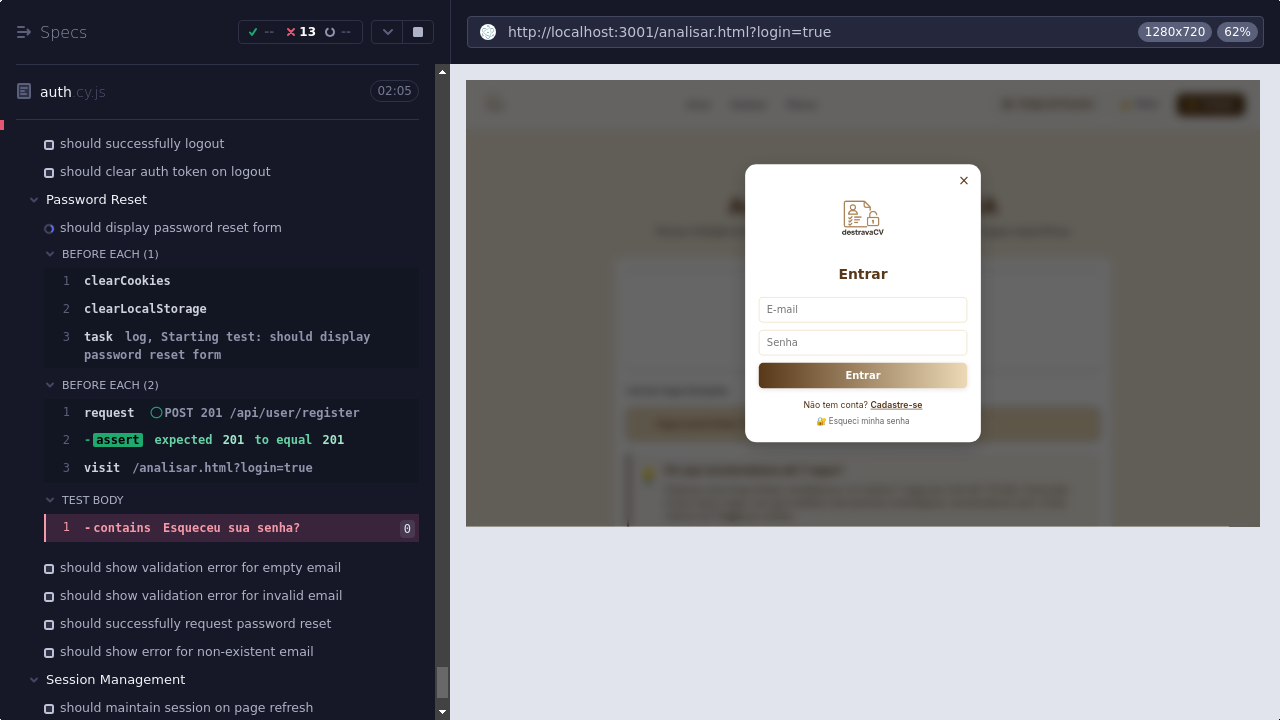 Specs
-- 13 --
auth cy.js
02:05
should successfully logout
should clear auth token on logout
Password Reset
should display password reset form
BEFORE EACH (1)
1 clearCookies
2 clearLocalStorage
3 task log, Starting test: should display
password reset form
BEFORE EACH (2)
1 request POST 201 /api/user/register
2 -assert expected 201 to equal 201
3 visit /analisar.html?login=true
TEST BODY
1 -contains Esqueceu sua senha? 0
should show validation error for empty email
should show validation error for invalid email
should successfully request password reset
should show error for non-existent email
Session Management
should maintain session on page refresh
http://localhost:3001/analisar.html?login=true
1280x720
62%
×
destravaCV
Entrar
E-mail
Senha
Entrar
Não tem conta? Cadastre-se
🔐 Esqueci minha senha